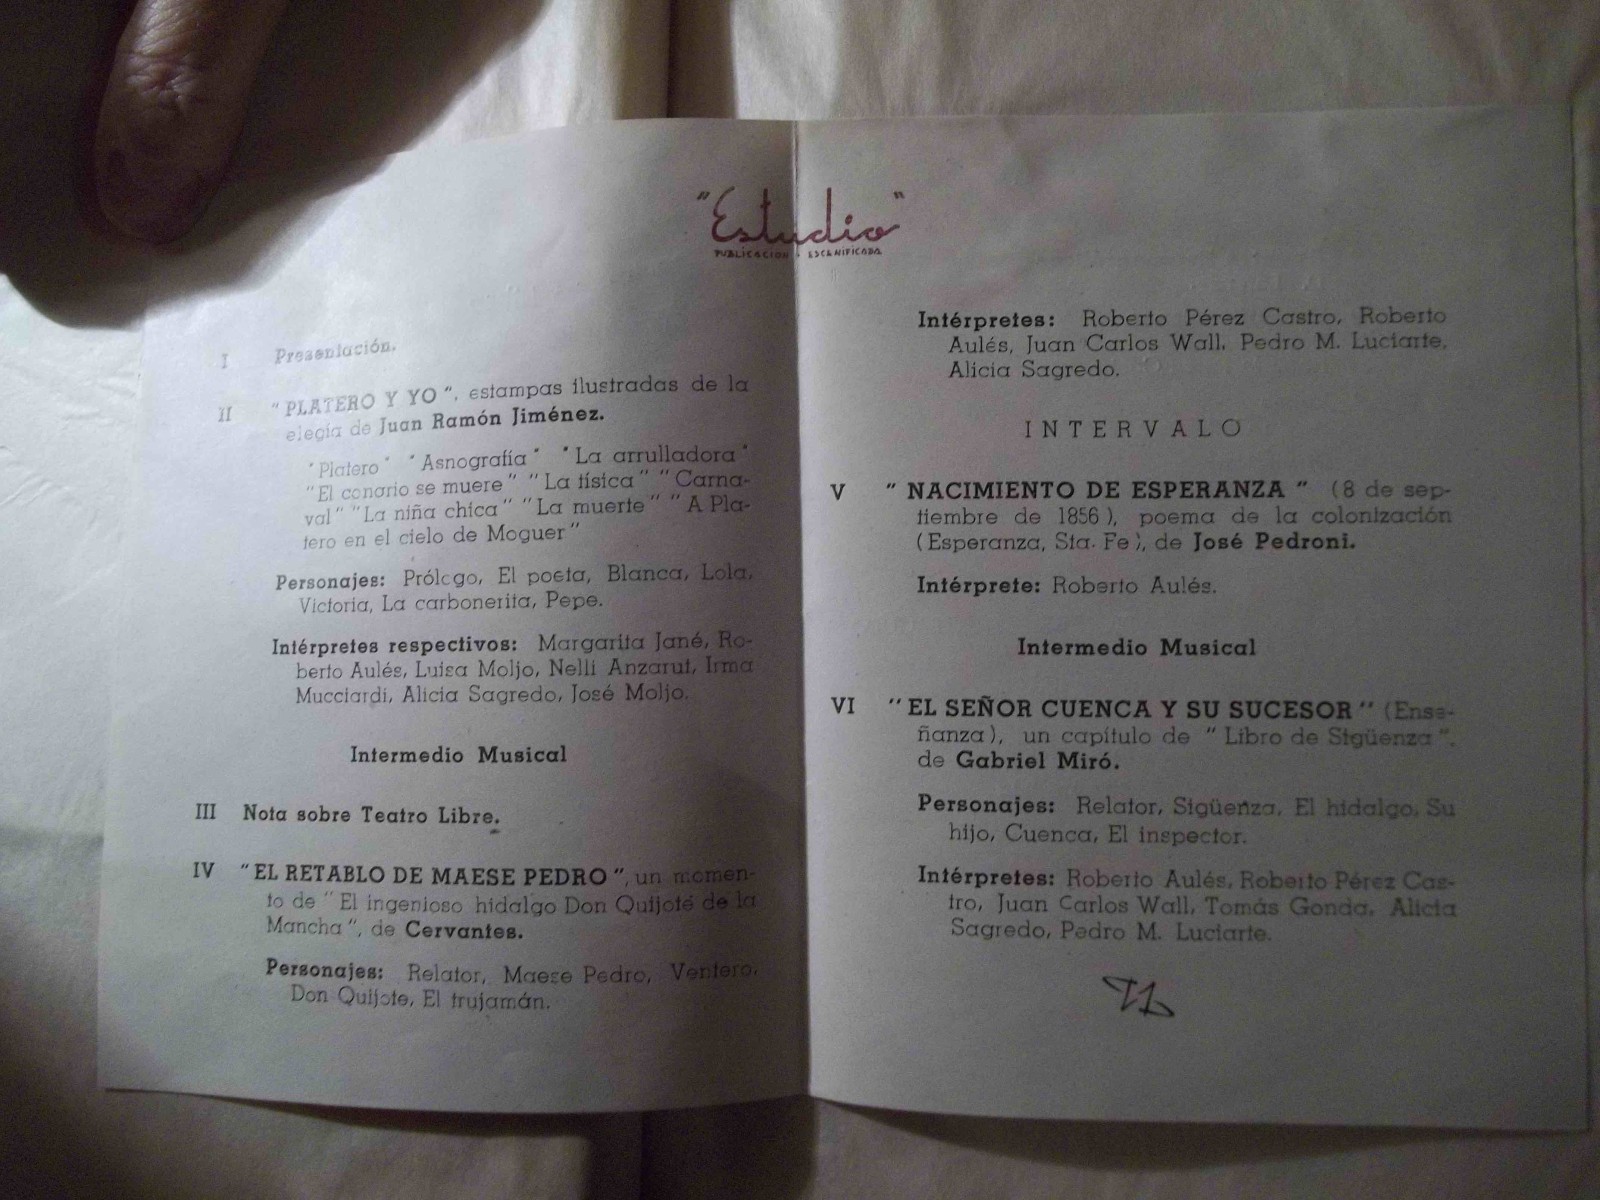 "Estudio"
PUBLICACION ESCENIFICADA
I Presentación.
II "PLATERO Y YO", estampas ilustradas de la
elegía de Juan Ramón Jiménez.
"Platero" "Asnografía" "La arrulladora"
"El canario se muere" "La tísica" "Carna-
val" "La niña chica" "La muerte" "A Pla-
tero en el cielo de Moguer"
Personajes: Prólogo, El poeta, Blanca, Lola,
Victoria, La carbonerita, Pepe.
Intérpretes respectivos: Margarita Jané, Ro-
berto Aulés, Luisa Moljo, Nelli Anzarut, Irma
Mucciardi, Alicia Sagredo, José Moljo.
Intermedio Musical
III Nota sobre Teatro Libre.
IV "EL RETABLO DE MAESE PEDRO", un momen-
to de "El ingenioso hidalgo Don Quijote de la
Mancha", de Cervantes.
Personajes: Relator, Maese Pedro, Ventero,
Don Quijote, El trujamán.
Intérpretes: Roberto Pérez Castro, Roberto
Aulés, Juan Carlos Wall, Pedro M. Luciarte,
Alicia Sagredo.
INTERVALO
V "NACIMIENTO DE ESPERANZA" (8 de sep-
tiembre de 1856), poema de la colonización
(Esperanza, Sta. Fe), de José Pedroni.
Intérprete: Roberto Aulés.
Intermedio Musical
VI "EL SEÑOR CUENCA Y SU SUCESOR" (Ense-
ñanza), un capítulo de "Libro de Sigüenza",
de Gabriel Miró.
Personajes: Relator, Sigüenza, El hidalgo, Su
hijo, Cuenca, El inspector.
Intérpretes: Roberto Aulés, Roberto Pérez Cas-
tro, Juan Carlos Wall, Tomás Gonda, Alicia
Sagredo, Pedro M. Luciarte.